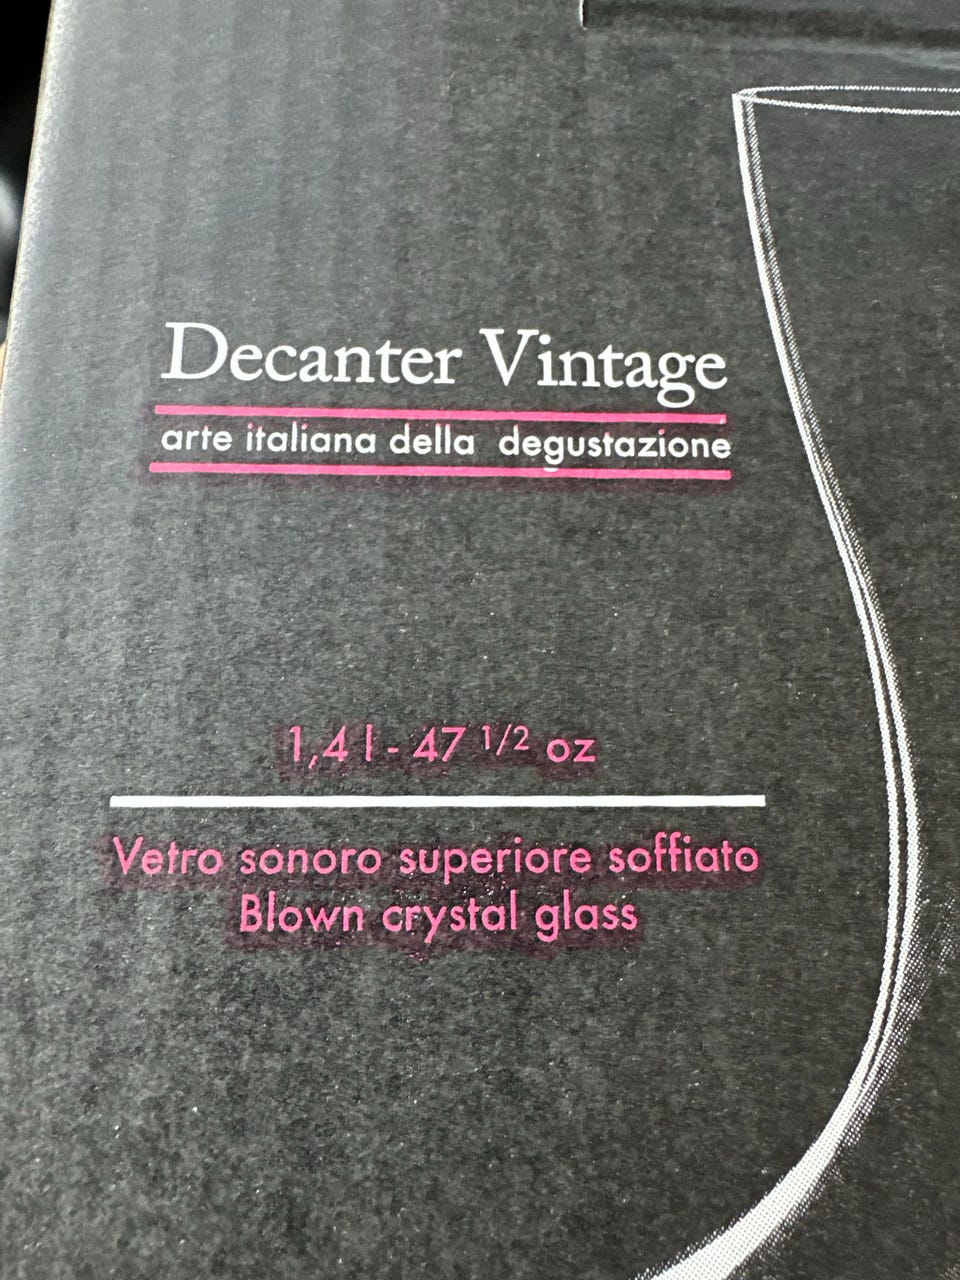 Decanter Vintage
arte italiana della degustazione
1,4 l - 47 1/2 oz
Vetro sonoro superiore soffiato
Blown crystal glass